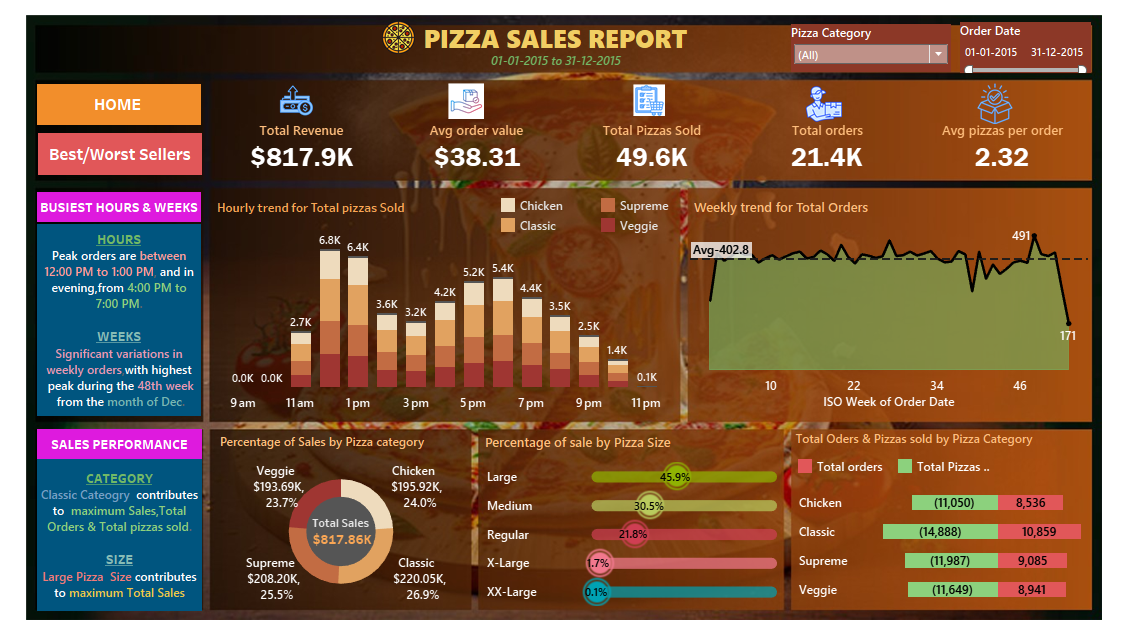 PIZZA SALES REPORT
01-01-2015 to 31-12-2015
Pizza Category
(All)
Order Date
01-01-2015 31-12-2015
HOME
Best/Worst Sellers
Total Revenue
$817.9K
Avg order value
$38.31
Total Pizzas Sold
49.6K
Total orders
21.4K
Avg pizzas per order
2.32
BUSIEST HOURS & WEEKS
HOURS
Peak orders are between
12:00 PM to 1:00 PM, and in
evening,from 4:00 PM to
7:00 PM.
WEEKS
Significant variations in
weekly orders,with highest
peak during the 48th week
from the month of Dec.
Hourly trend for Total pizzas Sold
Chicken
Supreme
Classic
Veggie
0.0K
0.0K
2.7K
6.8K
6.4K
3.6K
3.2K
4.2K
5.2K
5.4K
4.4K
3.5K
2.5K
1.4K
0.1K
9 am
11 am
1 pm
3 pm
5 pm
7 pm
9 pm
11 pm
Weekly trend for Total Orders
Avg-402.8
491
171
10
22
34
46
ISO Week of Order Date
SALES PERFORMANCE
CATEGORY
Classic Cateogry contributes
to maximum Sales,Total
Orders & Total pizzas sold.
SIZE
Large Pizza Size contributes
to maximum Total Sales
Percentage of Sales by Pizza category
Veggie
$193.69K,
23.7%
Chicken
$195.92K,
24.0%
Total Sales
$817.86K
Supreme
$208.20K,
25.5%
Classic
$220.05K,
26.9%
Percentage of sale by Pizza Size
Large
45.9%
Medium
30.5%
Regular
21.8%
X-Large
1.7%
XX-Large
0.1%
Total Oders & Pizzas sold by Pizza Category
Total orders
Total Pizzas ..
Chicken
(11,050)
8,536
Classic
(14,888)
10,859
Supreme
(11,987)
9,085
Veggie
(11,649)
8,941